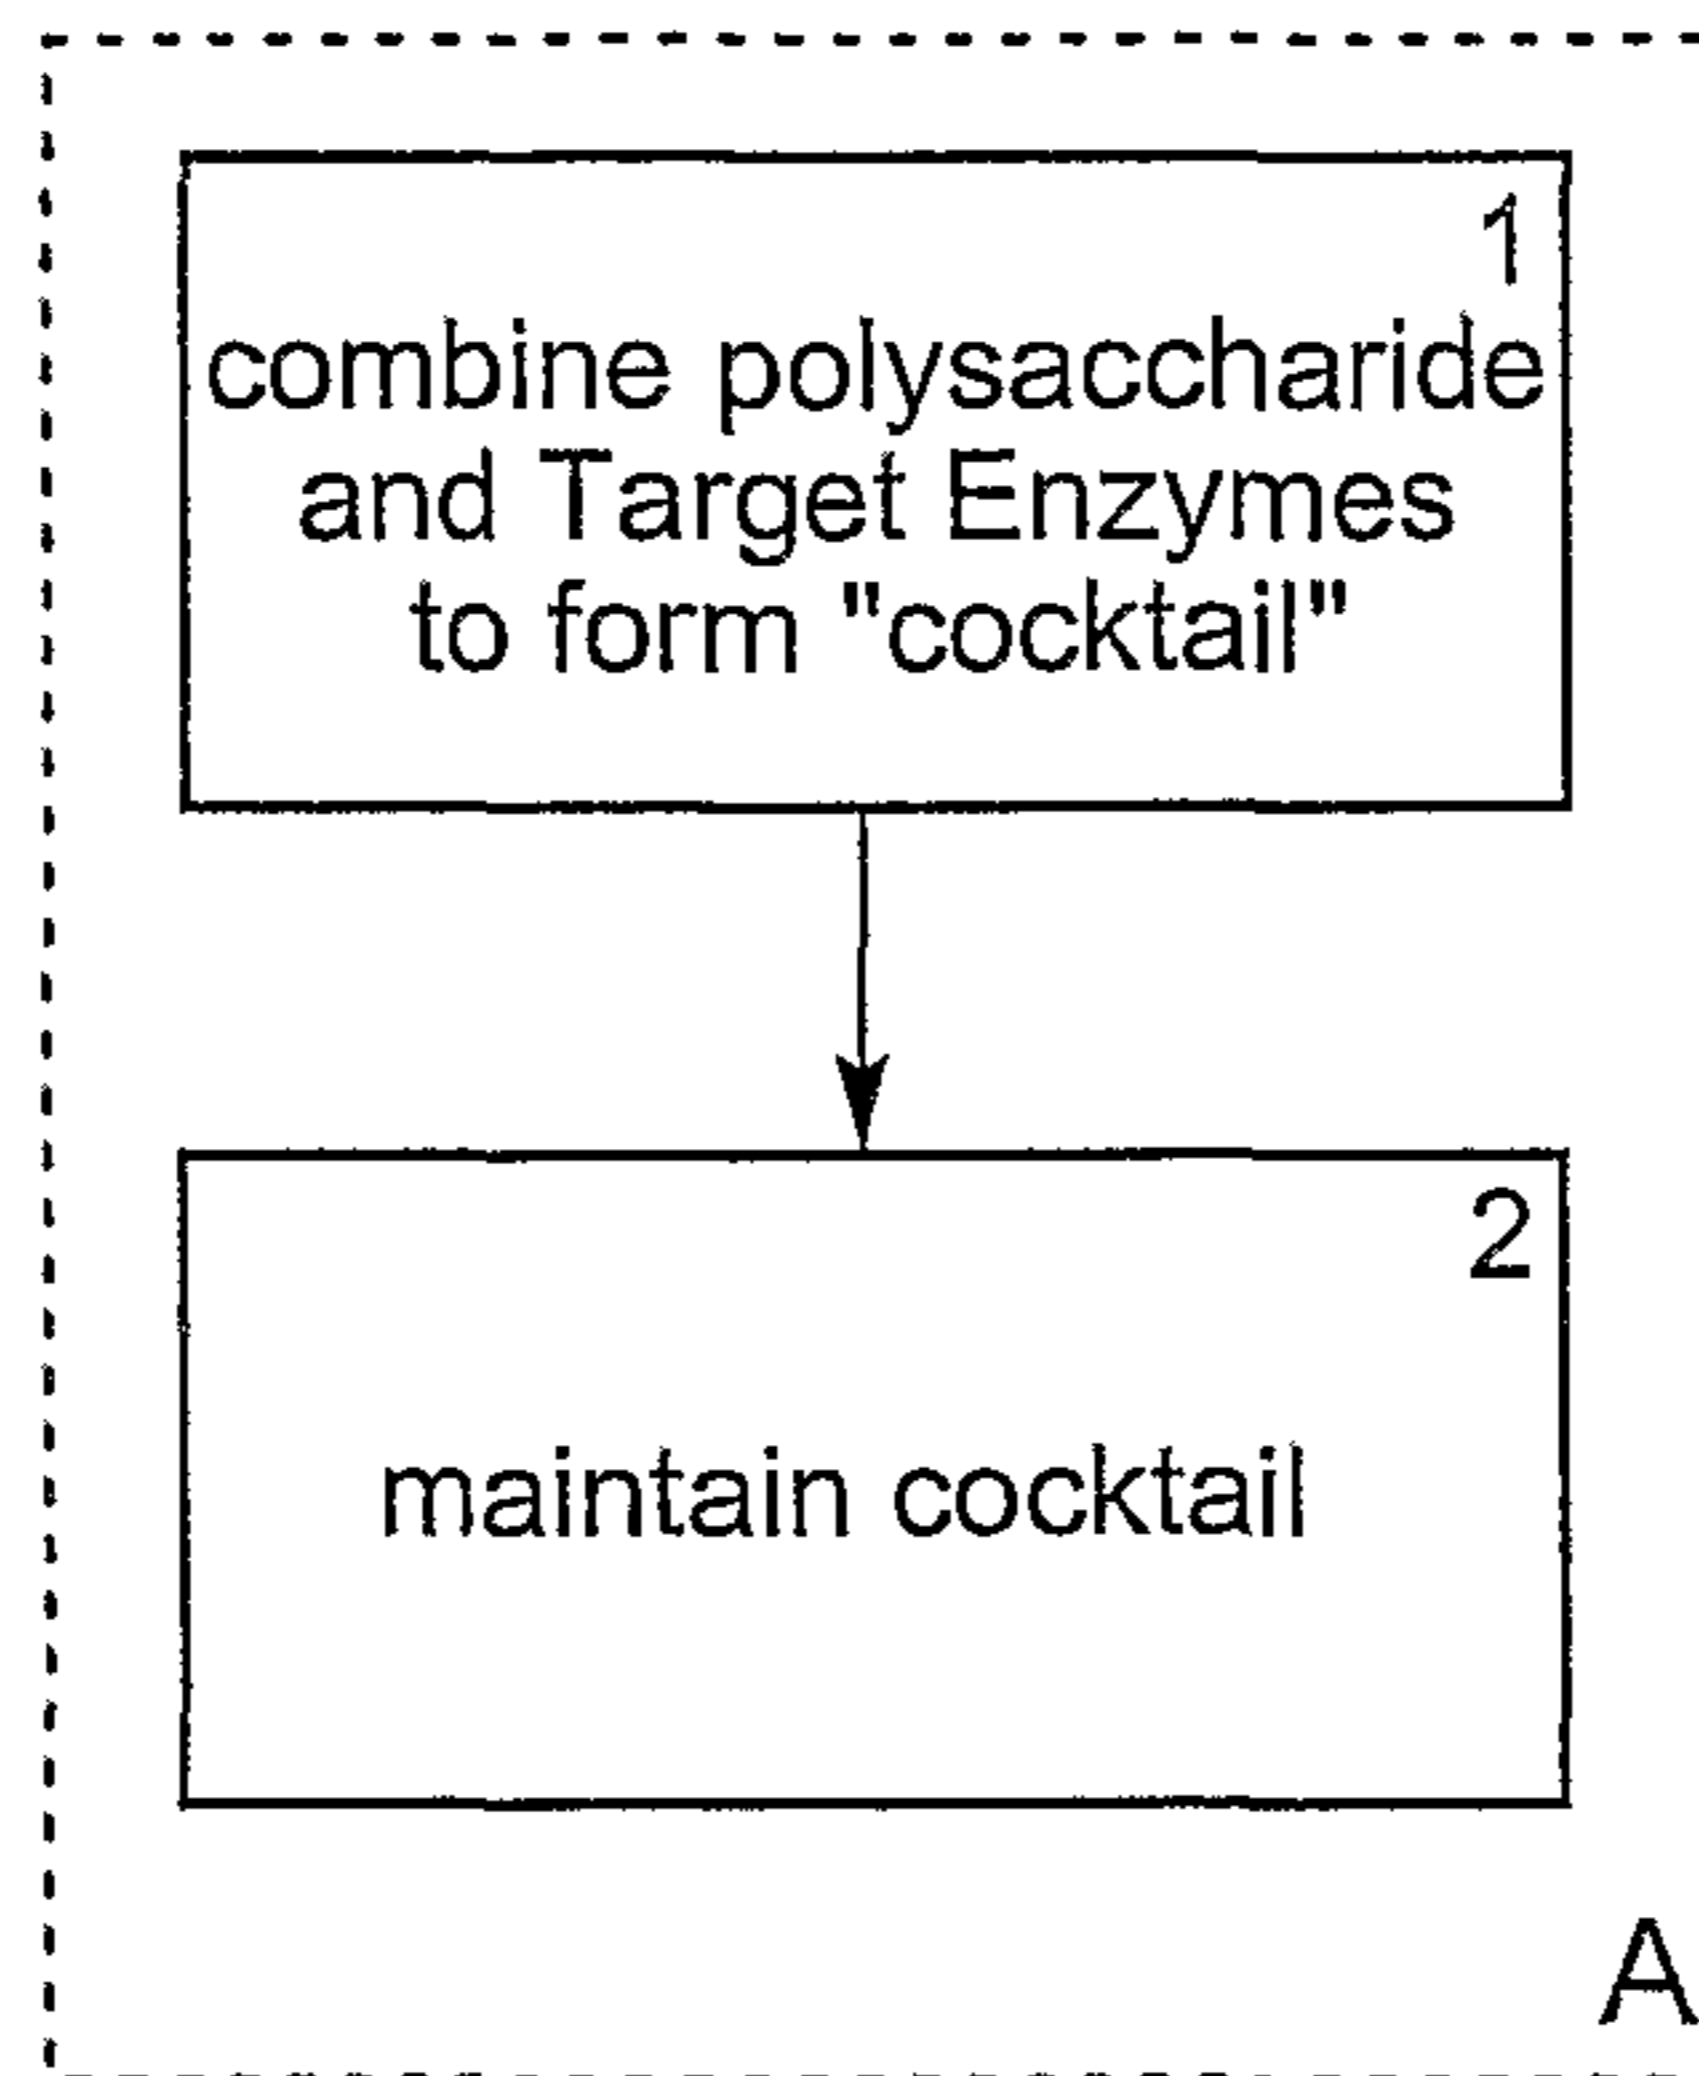 1
combine polysaccharide
and Target Enzymes
to form "cocktail"
2
maintain cocktail
A